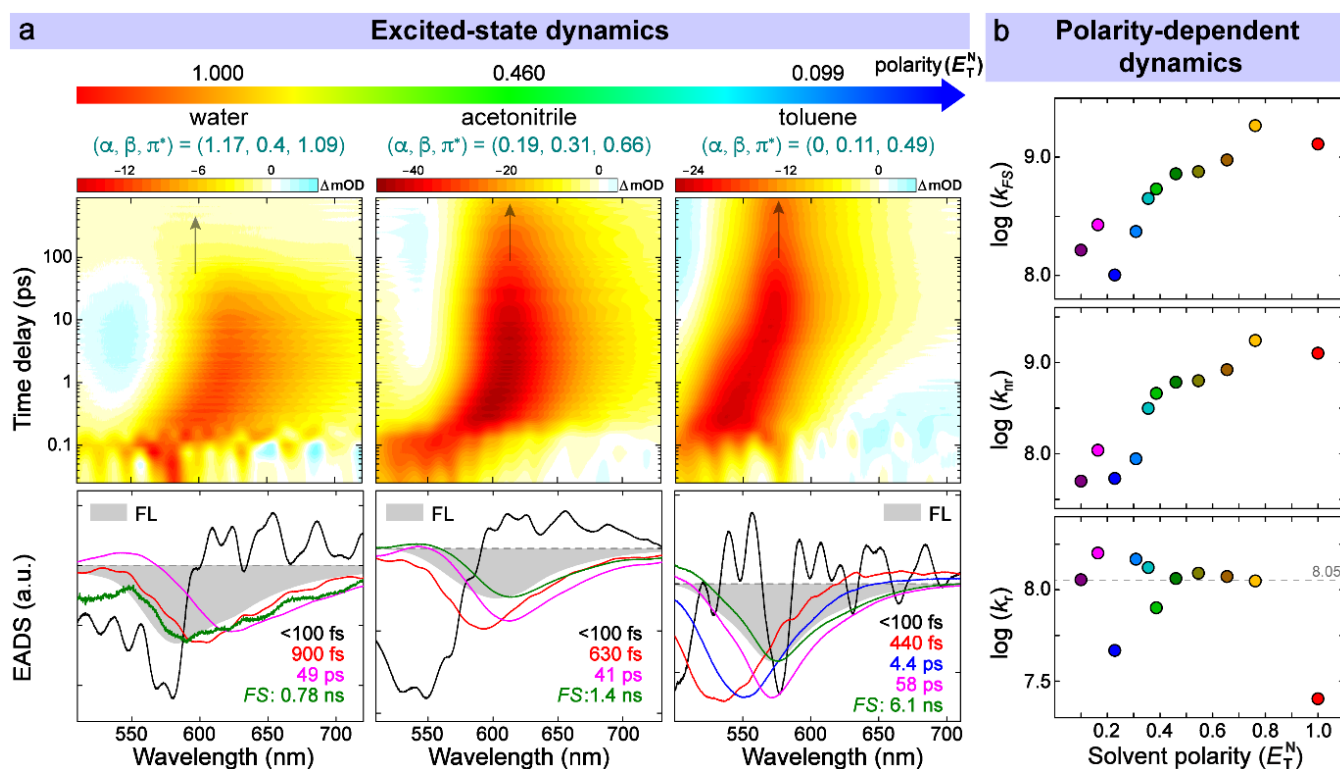 a
Excited-state dynamics
1.000
0.460
0.099
polarity (E_T^N)
water
acetonitrile
toluene
(α, β, π*) = (1.17, 0.4, 1.09)
(α, β, π*) = (0.19, 0.31, 0.66)
(α, β, π*) = (0, 0.11, 0.49)
−12 −6 0 ΔmOD
−40 −20 0 ΔmOD
−24 −12 0 ΔmOD
Time delay (ps)
100
10
1
0.1
EADS (a.u.)
FL
<100 fs
900 fs
49 ps
FS: 0.78 ns
FL
<100 fs
630 fs
41 ps
FS: 1.4 ns
FL
<100 fs
440 fs
4.4 ps
58 ps
FS: 6.1 ns
550 600 650 700
550 600 650 700
550 600 650 700
Wavelength (nm)
Wavelength (nm)
Wavelength (nm)
b
Polarity-dependent
dynamics
log (k_FS)
9.0
8.0
log (k_nr)
9.0
8.0
log (k_r)
8.0
7.5
8.05
0.2 0.4 0.6 0.8 1.0
Solvent polarity (E_T^N)